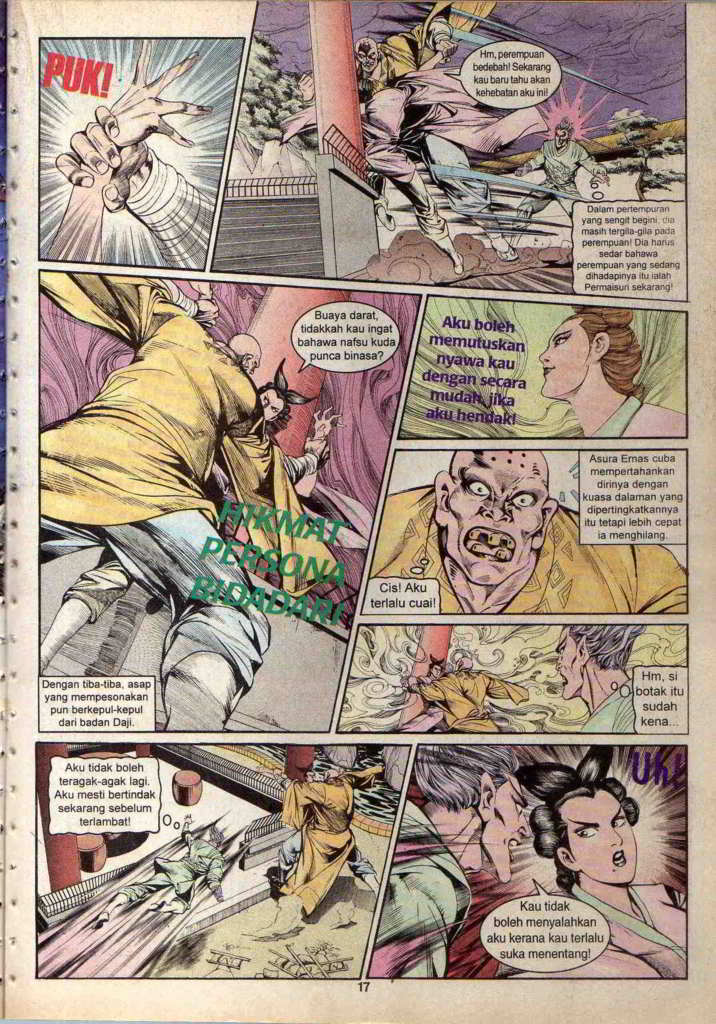 PUK!
Hm, perempuan
bedebah! Sekarang
kau baru tahu akan
kehebatan aku ini!
Dalam pertempuran
yang sengit begini, dia
masih tergila-gila pada
perempuan! Dia harus
sedar bahawa
perempuan yang sedang
dihadapinya itu ialah
Permaisuri sekarang!
Buaya darat,
tidakkah kau ingat
bahawa nafsu kuda
punca binasa?
HIKMAT
PERSONA
BIDADARI
Dengan tiba-tiba, asap
yang mempesonakan
pun berkepul-kepul
dari badan Daji.
Aku boleh
memutuskan
nyawa kau
dengan secara
mudah, jika
aku hendak!
Asura Emas cuba
mempertahankan
dirinya dengan
kuasa dalaman yang
dipertingkatkannya
itu tetapi lebih cepat
ia menghilang.
Cis! Aku
terlalu cuai!
Hm, si
botak itu
sudah
kena...
Aku tidak boleh
teragak-agak lagi.
Aku mesti bertindak
sekarang sebelum
terlambat!
Uh!
Kau tidak
boleh menyalahkan
aku kerana kau terlalu
suka menentang!
17